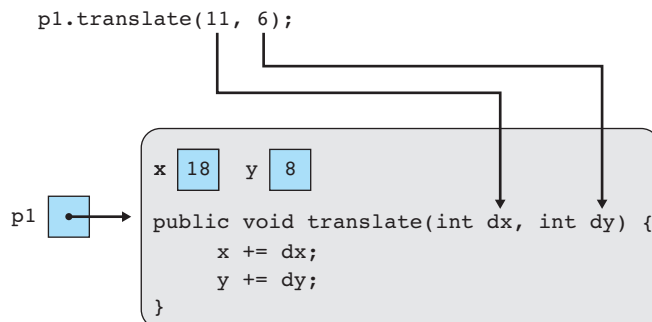 p1.translate(11, 6);
x 18 y 8
p1
public void translate(int dx, int dy) {
x += dx;
y += dy;
}